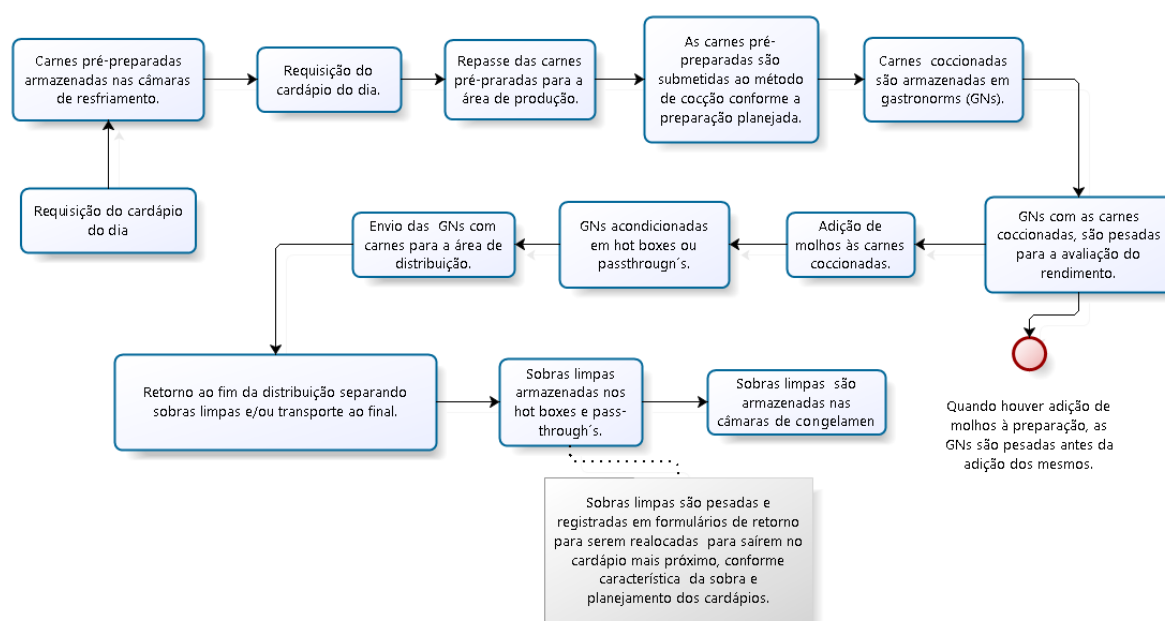 Carnes pré-preparadas
armazenadas nas câmaras
de resfriamento.
Requisição do
cardápio do dia.
Repasse das carnes
pré-praradas para a
área de produção.
As carnes pré-
preparadas são
submetidas ao método
de cocção conforme a
preparação planejada.
Carnes coccionadas
são armazenadas em
gastronorms (GNs).
Requisição do cardápio
do dia
Envio das GNs com
carnes para a área de
distribuição.
GNs acondicionadas
em hot boxes ou
passthrougn´s.
Adição de
molhos às carnes
coccionadas.
GNs com as carnes
coccionadas, são pesadas
para a avaliação do
rendimento.
Retorno ao fim da distribuição separando
sobras limpas e/ou transporte ao final.
Sobras limpas
armazenadas nos
hot boxes e pass-
through´s.
Sobras limpas são
armazenadas nas
câmaras de congelamen
Quando houver adição de
molhos à preparação, as
GNs são pesadas antes da
adição dos mesmos.
Sobras limpas são pesadas e
registradas em formulários de retorno
para serem realocadas para saírem no
cardápio mais próximo, conforme
característica da sobra e
planejamento dos cardápios.